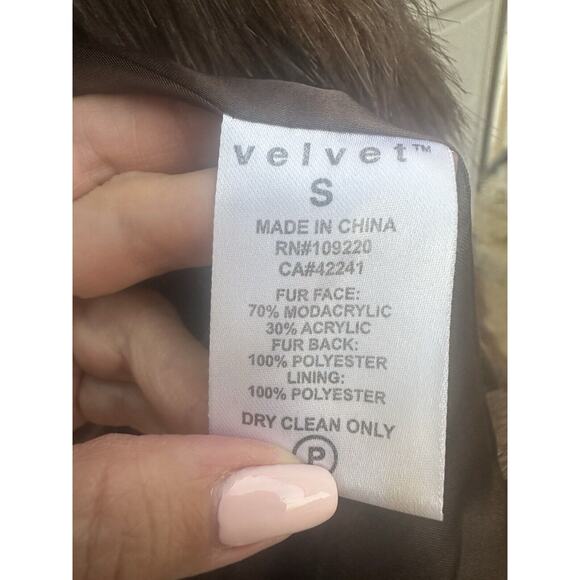 velvet™
S
MADE IN CHINA
RN#109220
CA#42241
FUR FACE:
70% MODACRYLIC
30% ACRYLIC
FUR BACK:
100% POLYESTER
LINING:
100% POLYESTER
DRY CLEAN ONLY
P